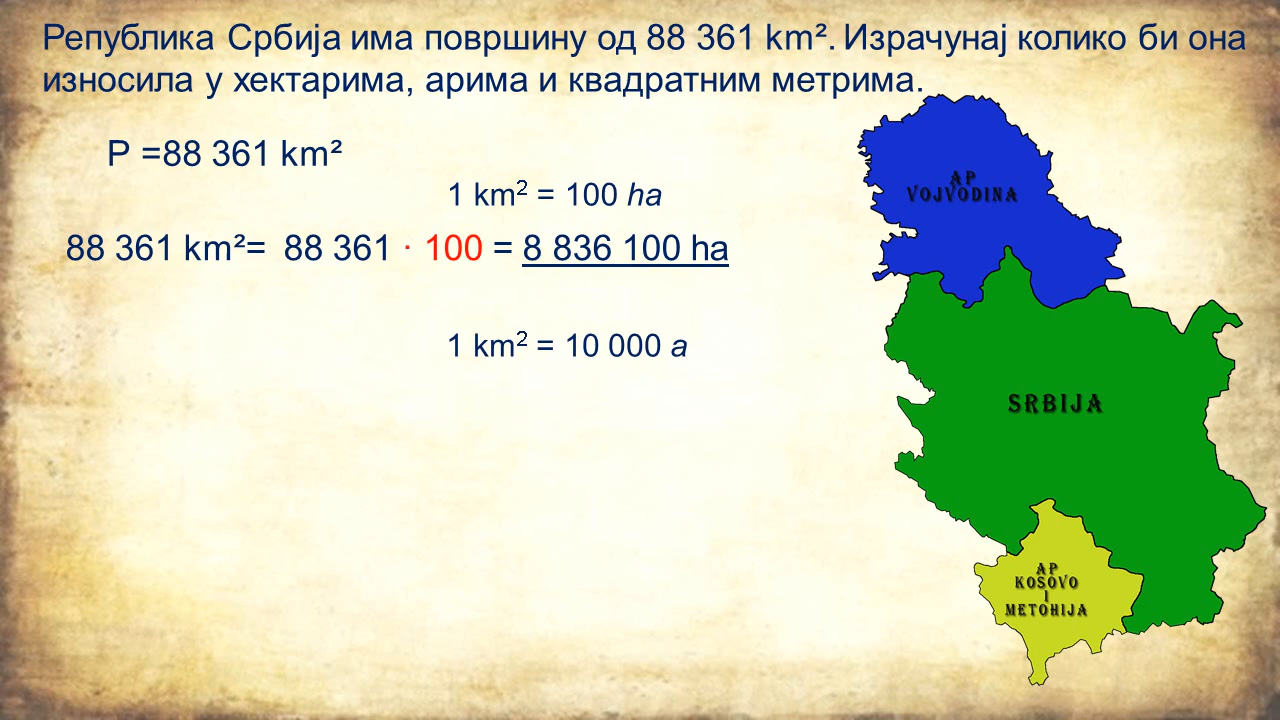 Република Србија има површину од 88 361 km². Израчунај колико би она
износила у хектарима, арима и квадратним метрима.
P =88 361 km²
1 km² = 100 ha
88 361 km²= 88 361 · 100 = 8 836 100 ha
1 km² = 10 000 a
AP
VOJVODINA
SRBIJA
AP
KOSOVO
I
METOHIJA